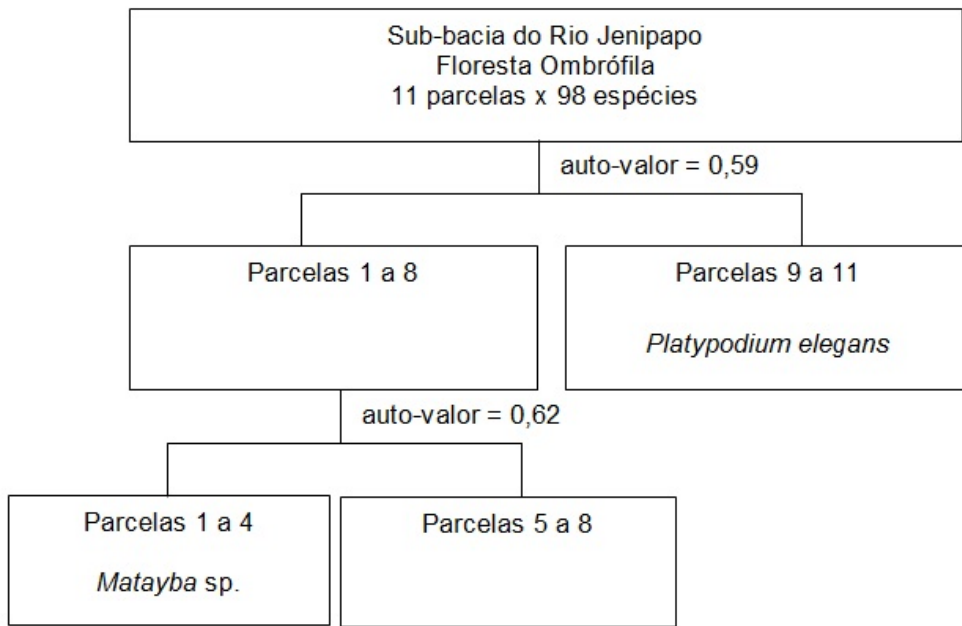 Sub-bacia do Rio Jenipapo
Floresta Ombrófila
11 parcelas x 98 espécies
auto-valor = 0,59
Parcelas 1 a 8
Parcelas 9 a 11
Platypodium elegans
auto-valor = 0,62
Parcelas 1 a 4
Matayba sp.
Parcelas 5 a 8